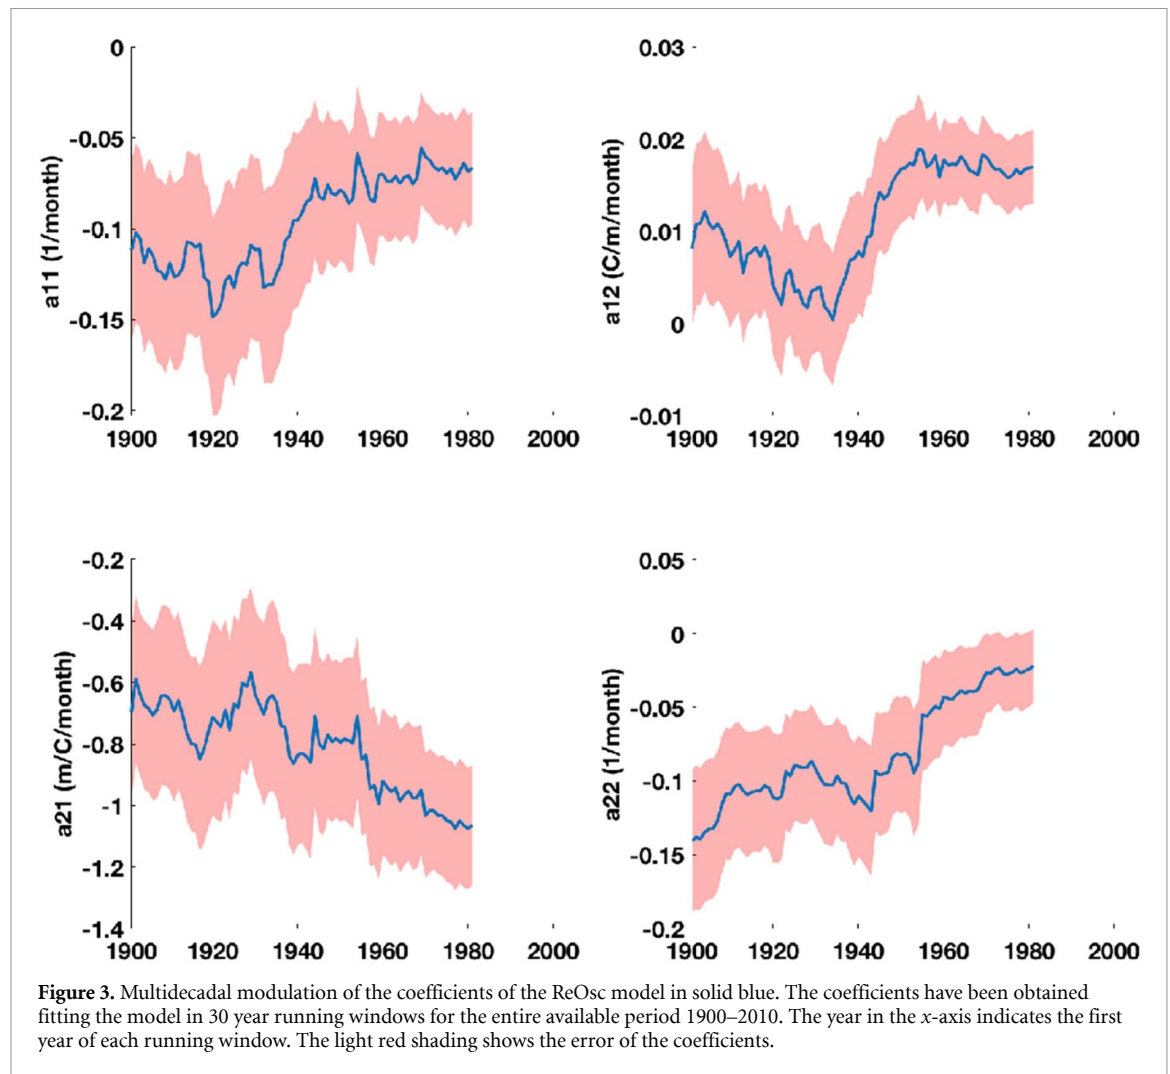 0
-0.05
-0.1
-0.15
-0.2
a11 (1/month)
1900 1920 1940 1960 1980 2000
0.03
0.02
0.01
0
-0.01
a12 (C/m/month)
1900 1920 1940 1960 1980 2000
-0.2
-0.4
-0.6
-0.8
-1
-1.2
-1.4
a21 (m/C/month)
1900 1920 1940 1960 1980 2000
0.05
0
-0.05
-0.1
-0.15
-0.2
a22 (1/month)
1900 1920 1940 1960 1980 2000
Figure 3. Multidecadal modulation of the coefficients of the ReOsc model in solid blue. The coefficients have been obtained
fitting the model in 30 year running windows for the entire available period 1900–2010. The year in the x-axis indicates the first
year of each running window. The light red shading shows the error of the coefficients.